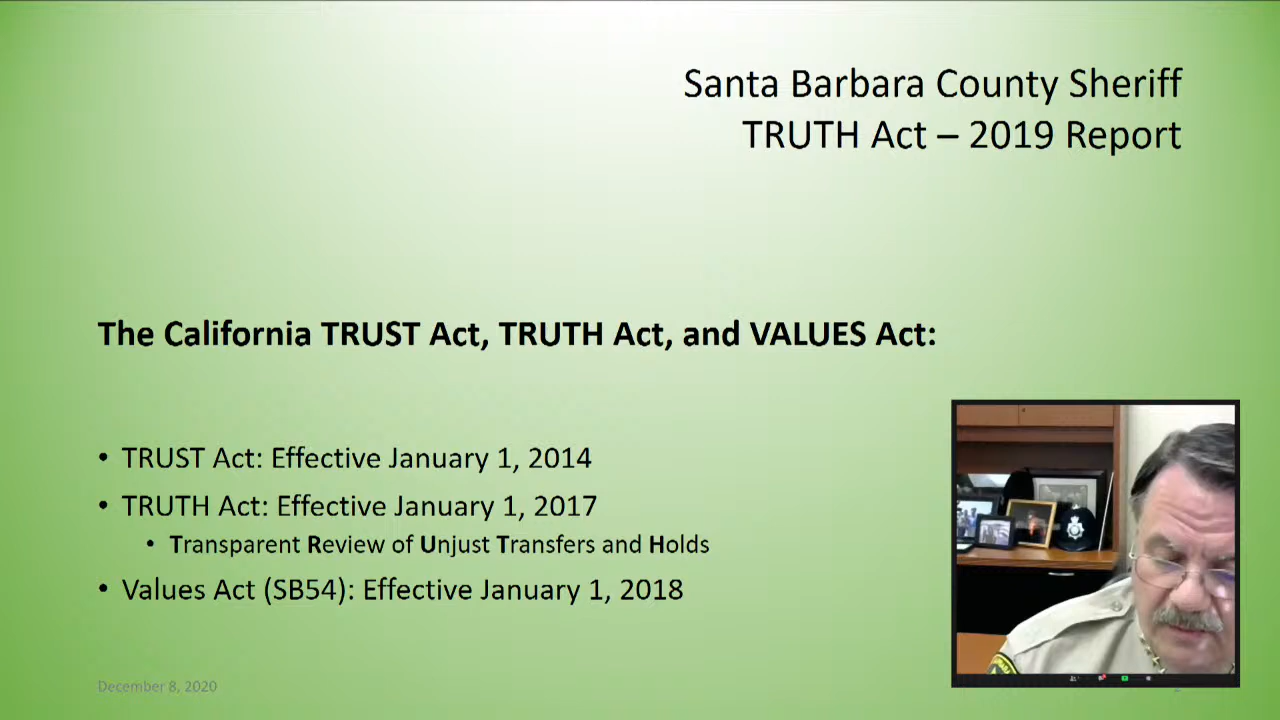 Santa Barbara County Sheriff
TRUTH Act – 2019 Report
The California TRUST Act, TRUTH Act, and VALUES Act:
• TRUST Act: Effective January 1, 2014
• TRUTH Act: Effective January 1, 2017
• Transparent Review of Unjust Transfers and Holds
• Values Act (SB54): Effective January 1, 2018
December 8, 2020